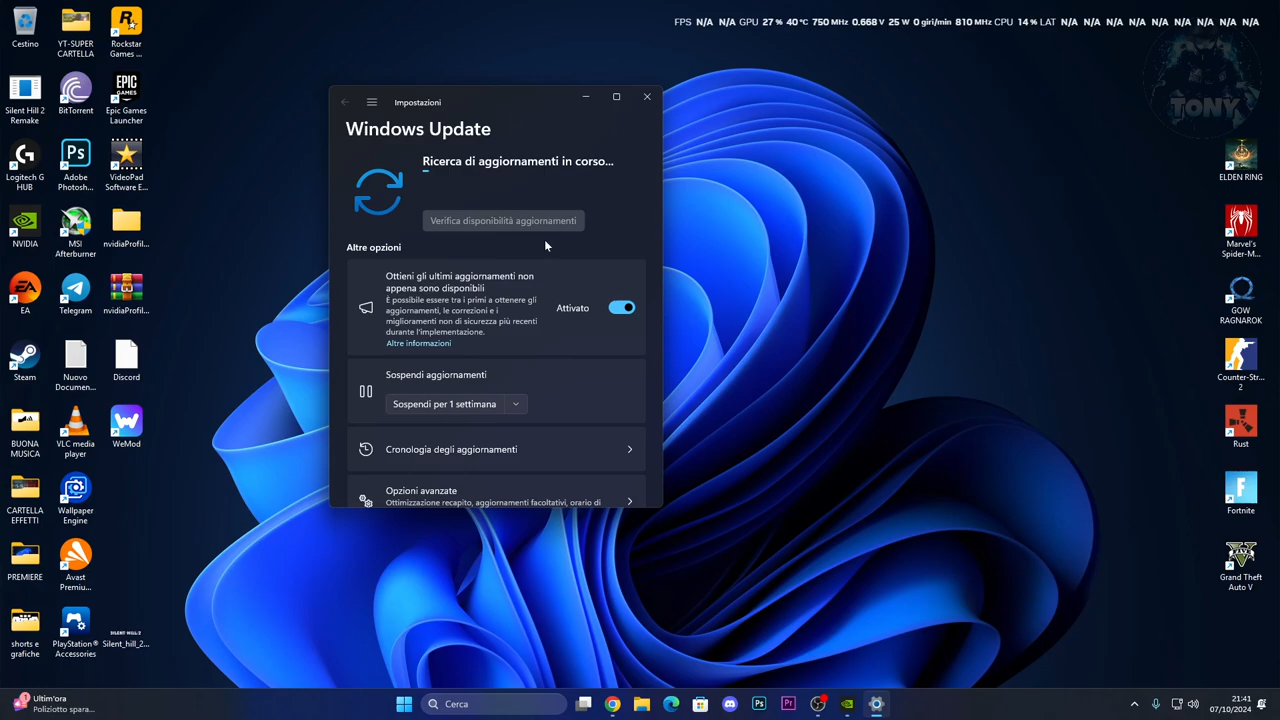 FPS N/A N/A GPU 27 % 40 °C 750 MHz 0.668 V 25 W 0 giri/min 810 MHz CPU 14 % LAT N/A N/A N/A N/A N/A N/A N/A N/A N/A
TONY
Cestino
YT-SUPER
CARTELLA
Rockstar
Games ...
Silent Hill 2
Remake
BitTorrent
Epic Games
Launcher
Logitech G
HUB
Adobe
Photosh...
VideoPad
Software E...
NVIDIA
MSI
Afterburner
nvidiaProfil...
EA
Telegram
nvidiaProfil...
Steam
Nuovo
Documen...
Discord
BUONA
MUSICA
VLC media
player
WeMod
CARTELLA
EFFETTI
Wallpaper
Engine
PREMIERE
Avast
Premiu...
shorts e
grafiche
PlayStation®
Accessories
SILENT HILL 2
Silent_hill_2...
Impostazioni
Windows Update
Ricerca di aggiornamenti in corso...
Verifica disponibilità aggiornamenti
Altre opzioni
Ottieni gli ultimi aggiornamenti non
appena sono disponibili
È possibile essere tra i primi a ottenere gli
aggiornamenti, le correzioni e i
miglioramenti non di sicurezza più recenti
durante l'implementazione.
Altre informazioni
Attivato
Sospendi aggiornamenti
Sospendi per 1 settimana
Cronologia degli aggiornamenti
Opzioni avanzate
Ottimizzazione recapito, aggiornamenti facoltativi, orario di
ELDEN RING
Marvel's
Spider-M...
GOW
RAGNAROK
Counter-Str...
2
Rust
Fortnite
Grand Theft
Auto V
1
Ultim'ora
Poliziotto spara...
Cerca
21:41
07/10/2024